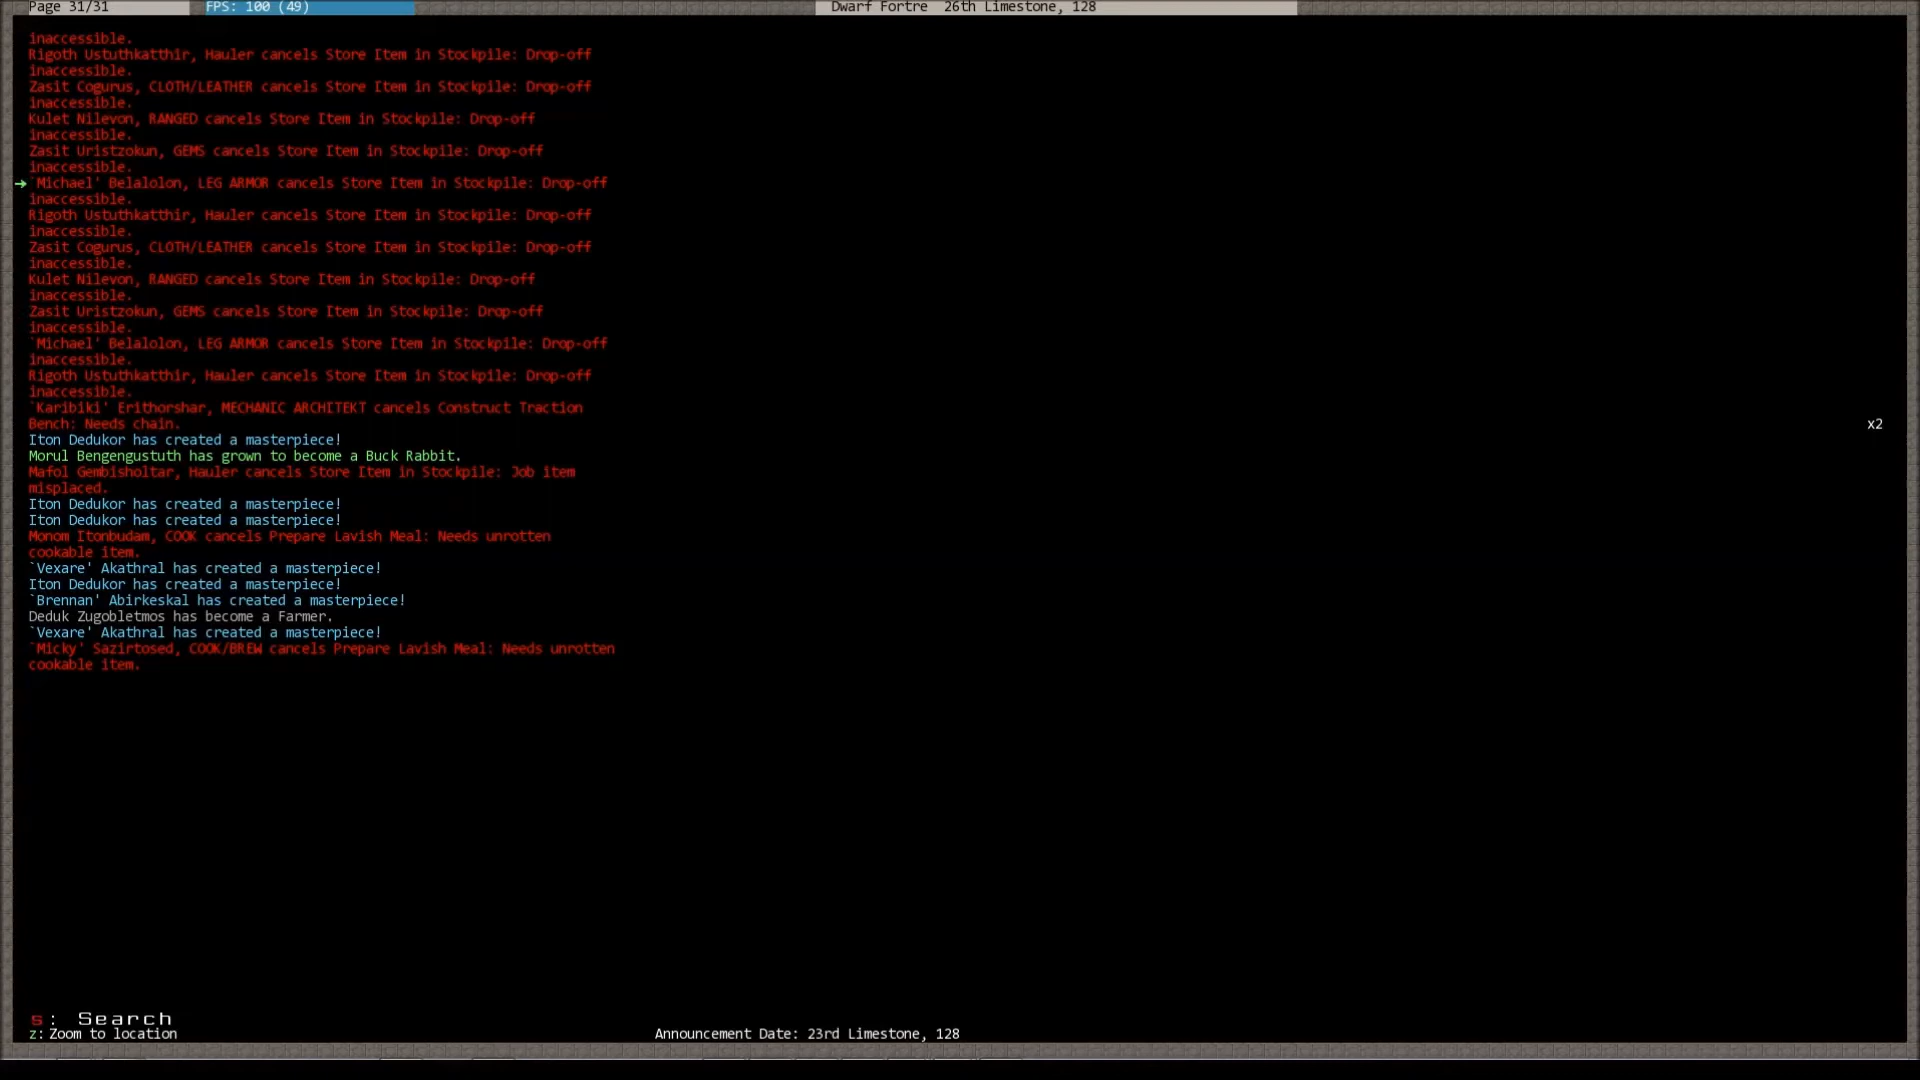 Page 31/31 FPS: 100 (49) Dwarf Fortre 26th Limestone, 128
inaccessible.
Rigoth Ustuthkatthir, Hauler cancels Store Item in Stockpile: Drop-off
inaccessible.
Zasit Cogurus, CLOTH/LEATHER cancels Store Item in Stockpile: Drop-off
inaccessible.
Kulet Nilevon, RANGED cancels Store Item in Stockpile: Drop-off
inaccessible.
Zasit Uristzokun, GEMS cancels Store Item in Stockpile: Drop-off
inaccessible.
`Michael' Belalolon, LEG ARMOR cancels Store Item in Stockpile: Drop-off
inaccessible.
Rigoth Ustuthkatthir, Hauler cancels Store Item in Stockpile: Drop-off
inaccessible.
Zasit Cogurus, CLOTH/LEATHER cancels Store Item in Stockpile: Drop-off
inaccessible.
Kulet Nilevon, RANGED cancels Store Item in Stockpile: Drop-off
inaccessible.
Zasit Uristzokun, GEMS cancels Store Item in Stockpile: Drop-off
inaccessible.
`Michael' Belalolon, LEG ARMOR cancels Store Item in Stockpile: Drop-off
inaccessible.
Rigoth Ustuthkatthir, Hauler cancels Store Item in Stockpile: Drop-off
inaccessible.
`Karibiki' Erithorshar, MECHANIC ARCHITEKT cancels Construct Traction
Bench: Needs chain. x2
Iton Dedukor has created a masterpiece!
Morul Bengengustuth has grown to become a Buck Rabbit.
Mafol Gembisholtar, Hauler cancels Store Item in Stockpile: Job item
misplaced.
Iton Dedukor has created a masterpiece!
Iton Dedukor has created a masterpiece!
Monom Itonbudam, COOK cancels Prepare Lavish Meal: Needs unrotten
cookable item.
`Vexare' Akathral has created a masterpiece!
Iton Dedukor has created a masterpiece!
`Brennan' Abirkeskal has created a masterpiece!
Deduk Zugobletmos has become a Farmer.
`Vexare' Akathral has created a masterpiece!
`Micky' Sazirtosed, COOK/BREW cancels Prepare Lavish Meal: Needs unrotten
cookable item.
s: Search
z: Zoom to location Announcement Date: 23rd Limestone, 128